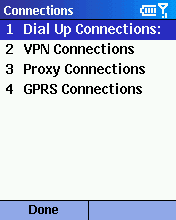 Connections
1 Dial Up Connections:
2 VPN Connections
3 Proxy Connections
4 GPRS Connections
Done